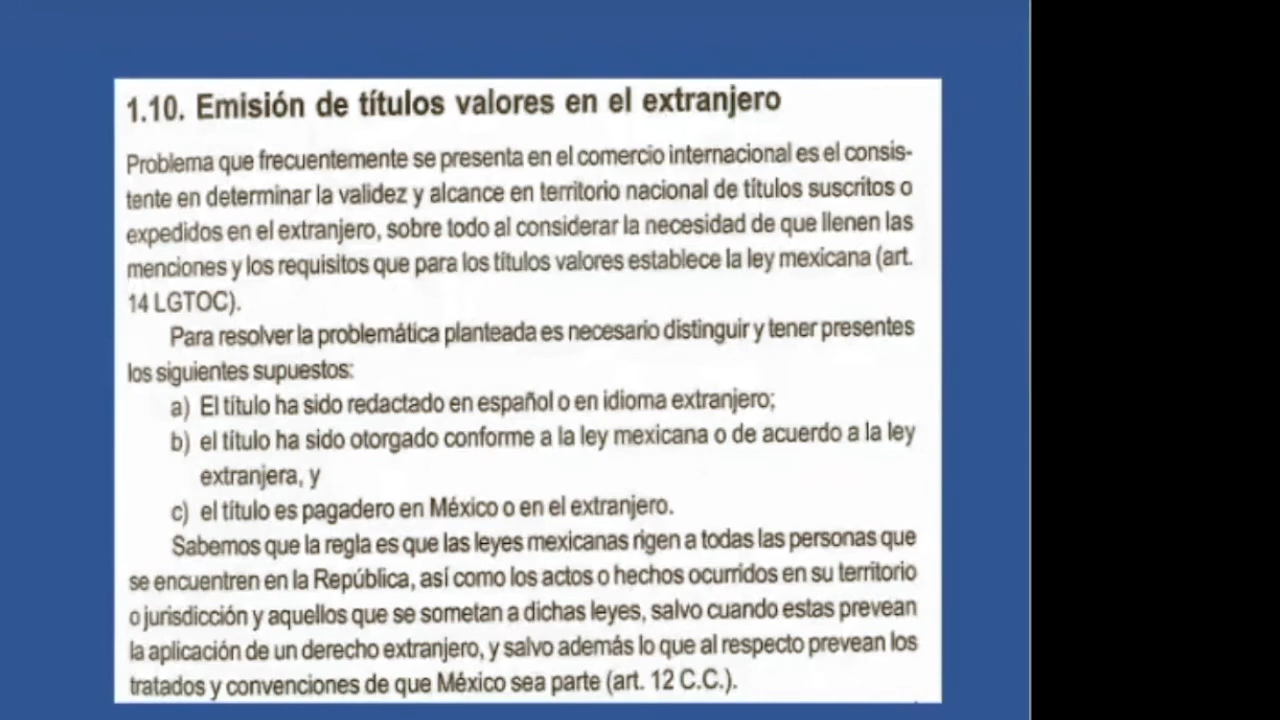 1.10. Emisión de títulos valores en el extranjero
Problema que frecuentemente se presenta en el comercio internacional es el consis-
tente en determinar la validez y alcance en territorio nacional de títulos suscritos o
expedidos en el extranjero, sobre todo al considerar la necesidad de que llenen las
menciones y los requisitos que para los títulos valores establece la ley mexicana (art.
14 LGTOC).
Para resolver la problemática planteada es necesario distinguir y tener presentes
los siguientes supuestos:
a) El título ha sido redactado en español o en idioma extranjero;
b) el título ha sido otorgado conforme a la ley mexicana o de acuerdo a la ley
extranjera, y
c) el título es pagadero en México o en el extranjero.
Sabemos que la regla es que las leyes mexicanas rigen a todas las personas que
se encuentren en la República, así como los actos o hechos ocurridos en su territorio
o jurisdicción y aquellos que se sometan a dichas leyes, salvo cuando estas prevean
la aplicación de un derecho extranjero, y salvo además lo que al respecto prevean los
tratados y convenciones de que México sea parte (art. 12 C.C.).